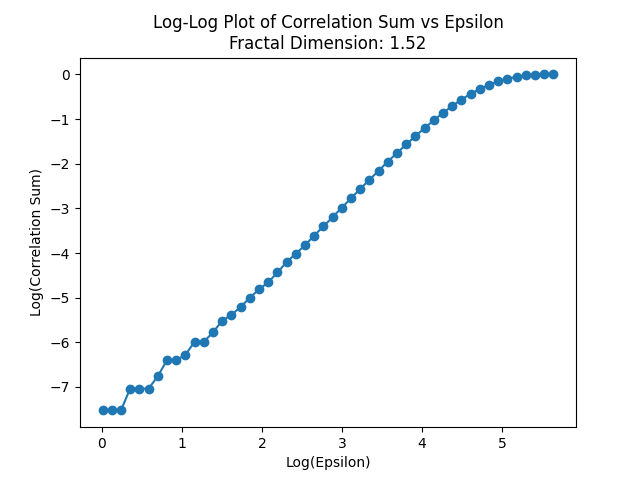 Log-Log Plot of Correlation Sum vs Epsilon
Fractal Dimension: 1.52
0
−1
−2
−3
−4
−5
−6
−7
Log(Correlation Sum)
0 1 2 3 4 5
Log(Epsilon)